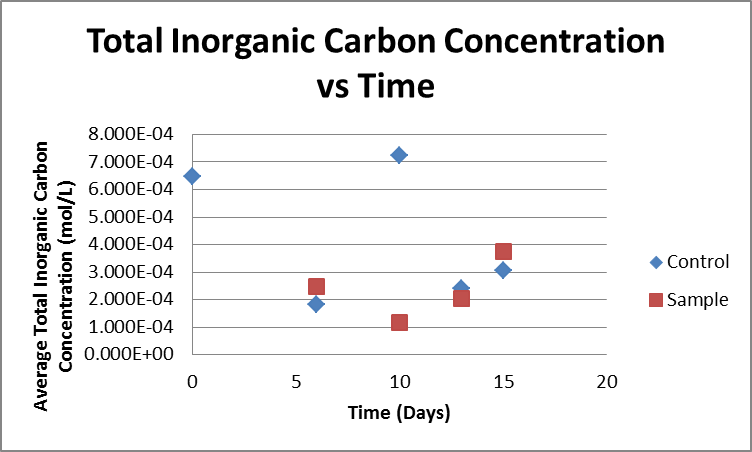 Total Inorganic Carbon Concentration
vs Time
Average Total Inorganic Carbon
Concentration (mol/L)
8.000E-04
7.000E-04
6.000E-04
5.000E-04
4.000E-04
3.000E-04
2.000E-04
1.000E-04
0.000E+00
0 5 10 15 20
Time (Days)
Control
Sample